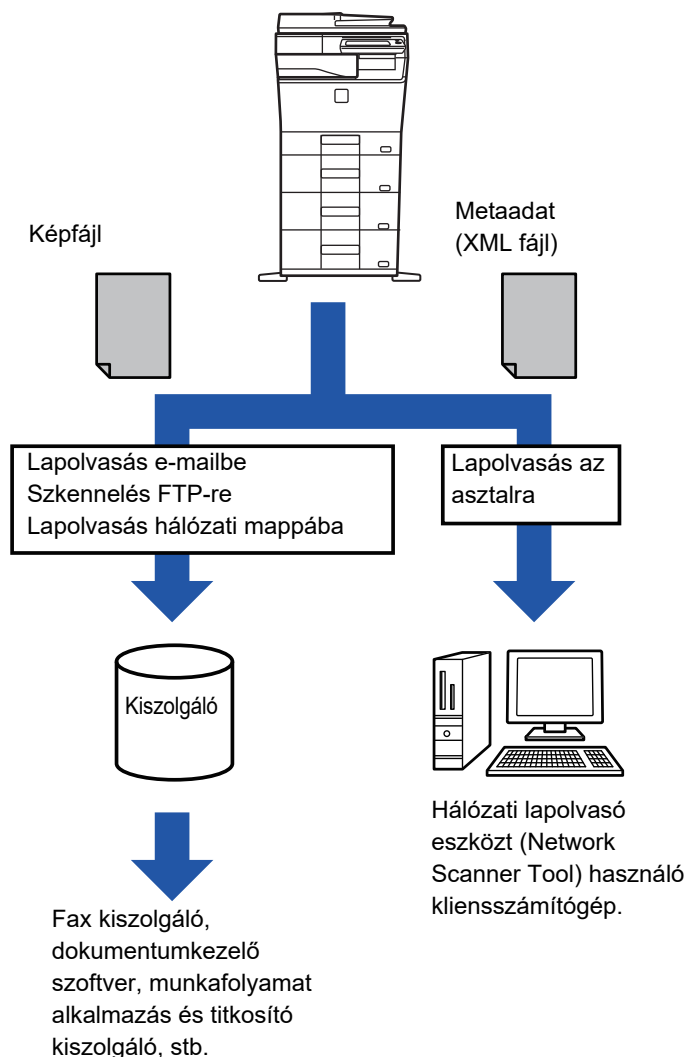 Képfájl
Metaadat
(XML fájl)
Lapolvasás e-mailbe
Szkennelés FTP-re
Lapolvasás hálózati mappába
Lapolvasás az
asztalra
Kiszolgáló
Hálózati lapolvasó
eszközt (Network
Scanner Tool) használó
kliensszámítógép.
Fax kiszolgáló,
dokumentumkezelő
szoftver, munkafolyamat
alkalmazás és titkosító
kiszolgáló, stb.